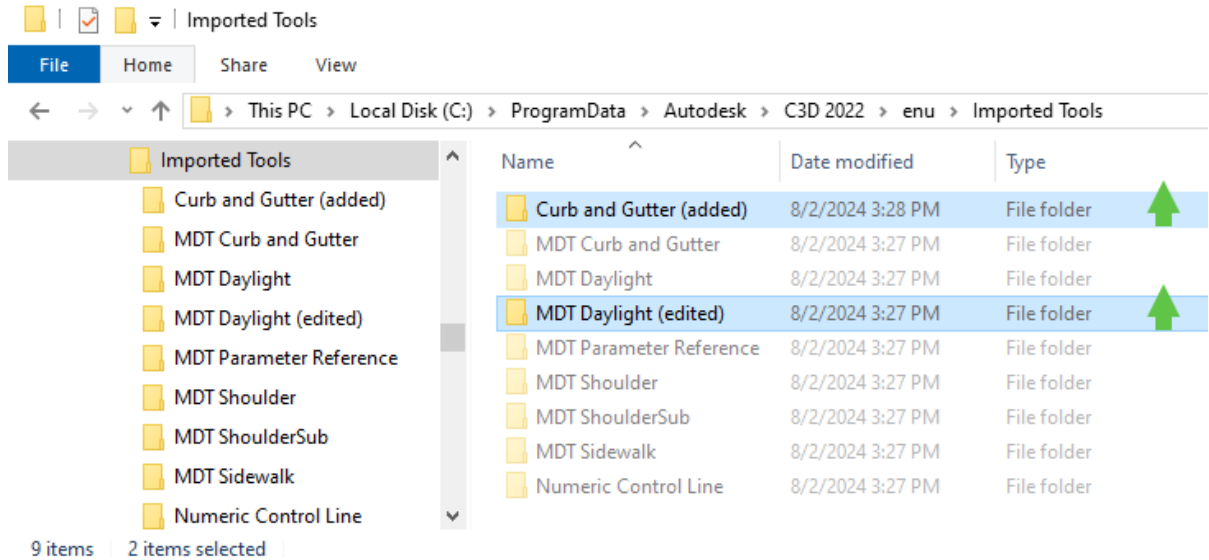 Imported Tools
File Home Share View
This PC > Local Disk (C:) > ProgramData > Autodesk > C3D 2022 > enu > Imported Tools
Imported Tools
Curb and Gutter (added)
MDT Curb and Gutter
MDT Daylight
MDT Daylight (edited)
MDT Parameter Reference
MDT Shoulder
MDT ShoulderSub
MDT Sidewalk
Numeric Control Line
Name Date modified Type
Curb and Gutter (added) 8/2/2024 3:28 PM File folder
MDT Curb and Gutter 8/2/2024 3:27 PM File folder
MDT Daylight 8/2/2024 3:27 PM File folder
MDT Daylight (edited) 8/2/2024 3:27 PM File folder
MDT Parameter Reference 8/2/2024 3:27 PM File folder
MDT Shoulder 8/2/2024 3:27 PM File folder
MDT ShoulderSub 8/2/2024 3:27 PM File folder
MDT Sidewalk 8/2/2024 3:27 PM File folder
Numeric Control Line 8/2/2024 3:27 PM File folder
9 items 2 items selected